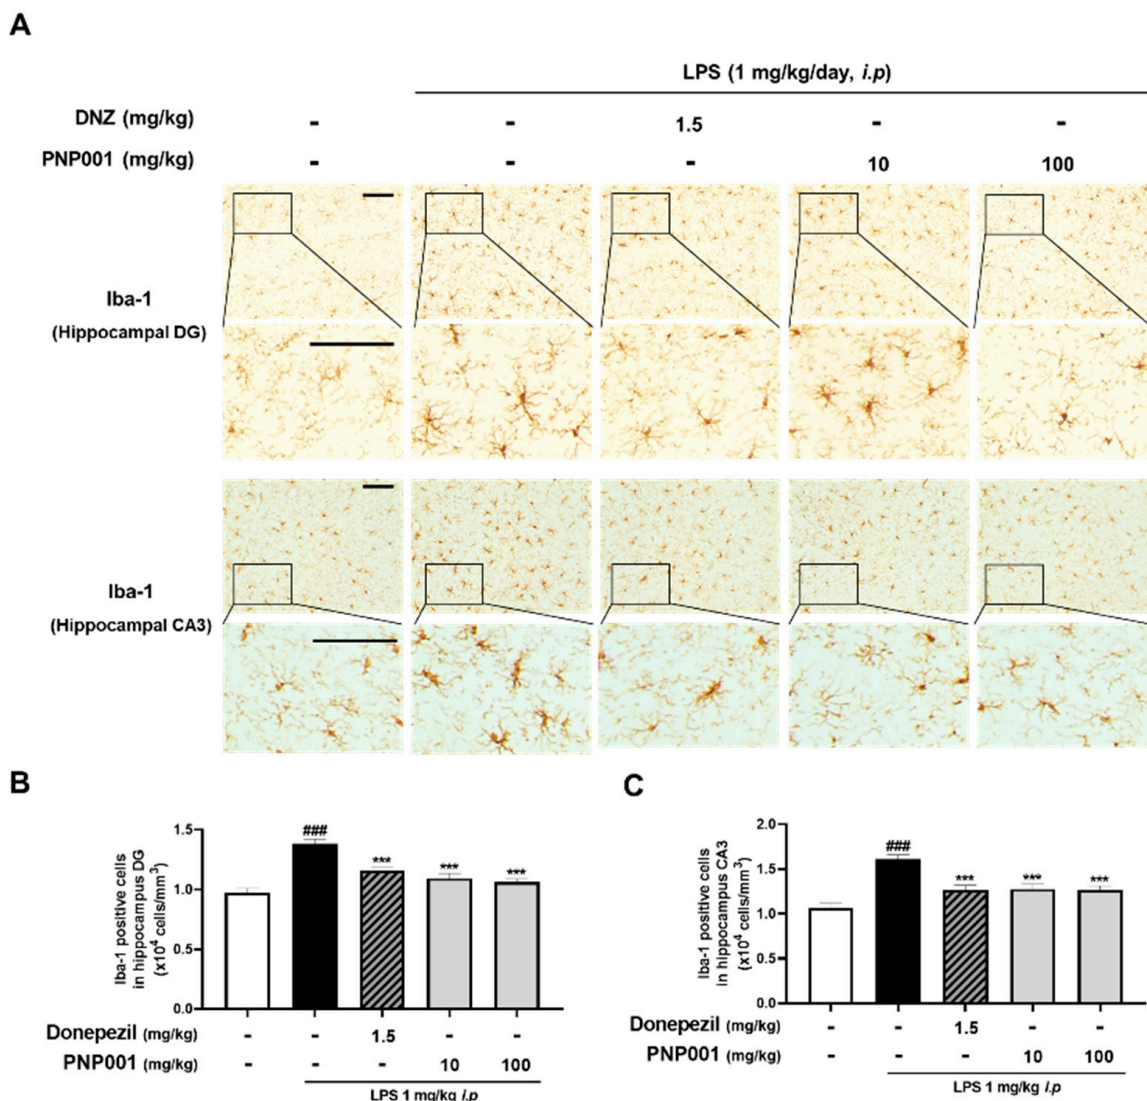 A
LPS (1 mg/kg/day, i.p)
DNZ (mg/kg) - - 1.5 - -
PNP001 (mg/kg) - - - 10 100
Iba-1
(Hippocampal DG)
Iba-1
(Hippocampal CA3)
B
Iba-1 positive cells
in hippocampus DG
(x10⁴ cells/mm³)
1.5
1.0
0.5
0.0
###
***
***
***
Donepezil (mg/kg) - - 1.5 - -
PNP001 (mg/kg) - - - 10 100
LPS 1 mg/kg i.p
C
Iba-1 positive cells
in hippocampus CA3
(x10⁴ cells/mm³)
2.0
1.5
1.0
0.5
0.0
###
***
***
***
Donepezil (mg/kg) - - 1.5 - -
PNP001 (mg/kg) - - - 10 100
LPS 1 mg/kg i.p